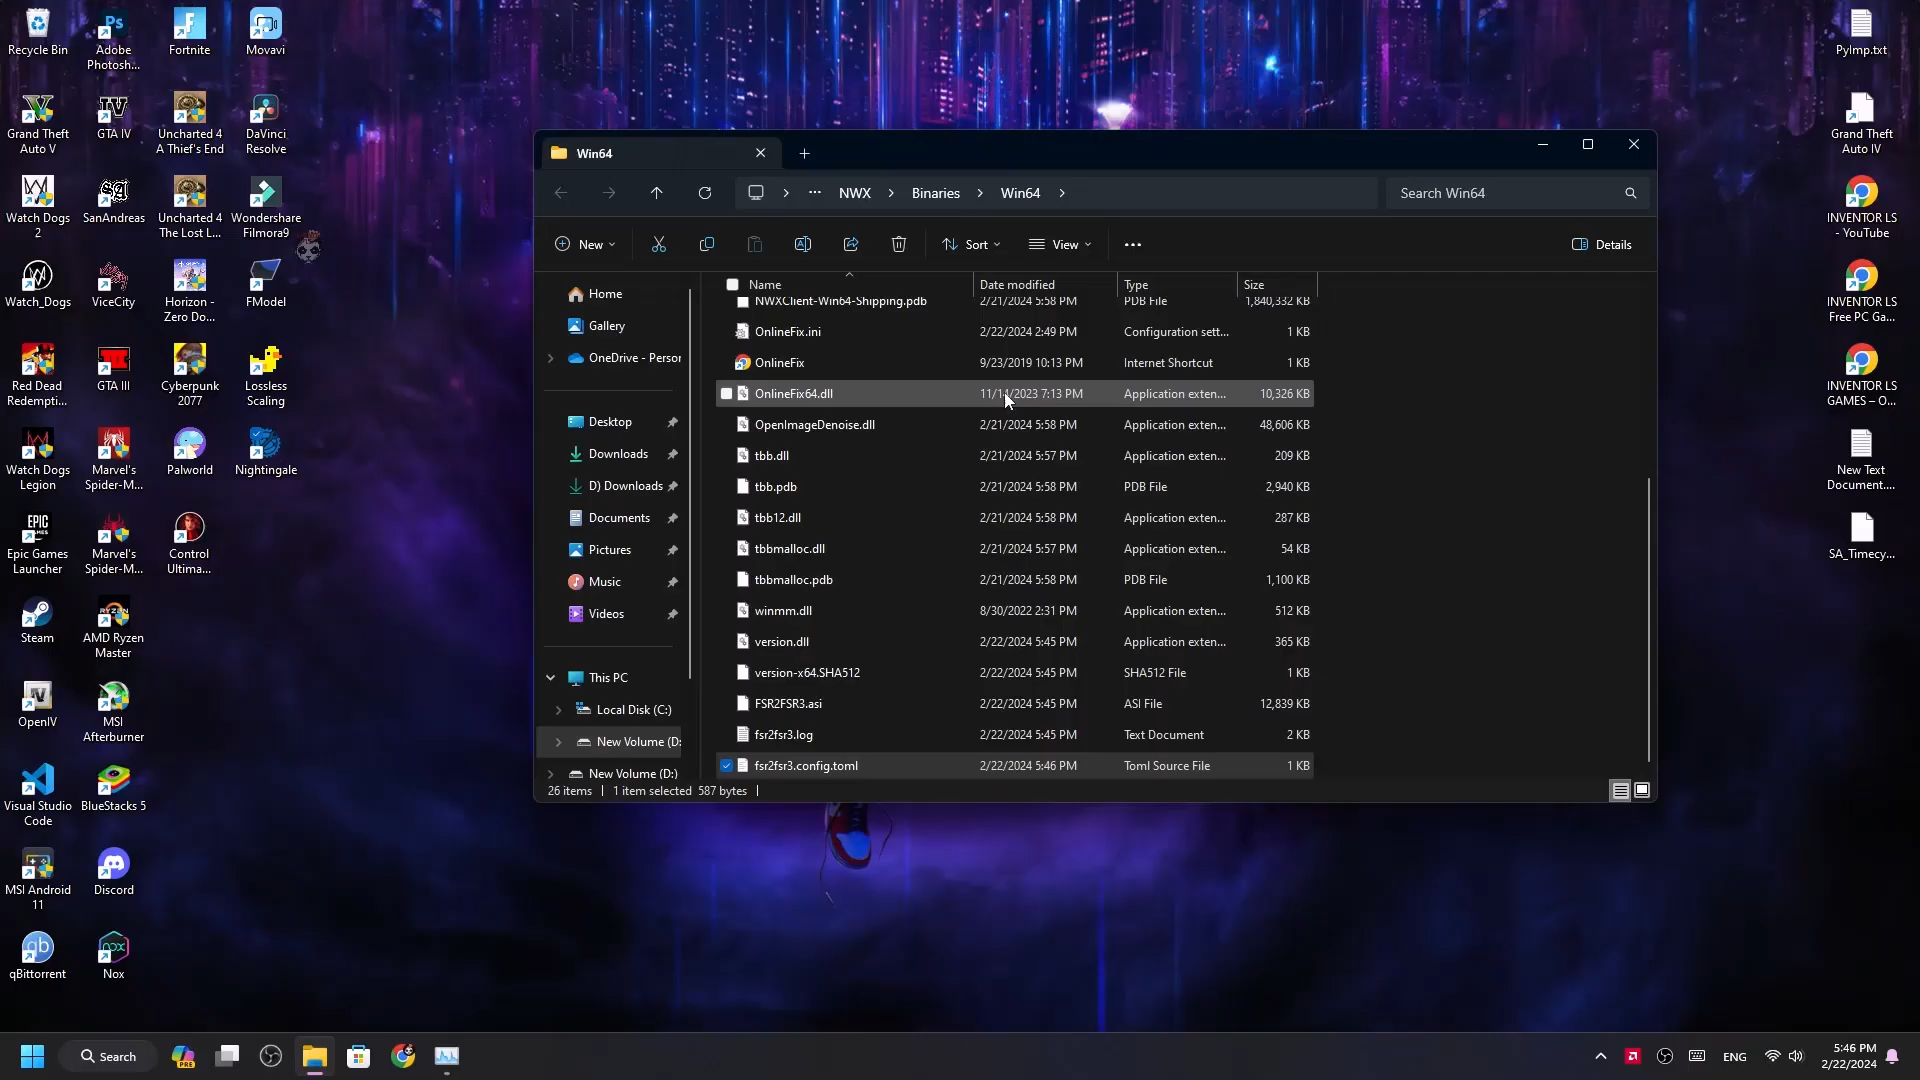 Recycle Bin
Adobe
Photosh...
Fortnite
Movavi
Grand Theft
Auto V
GTA IV
Uncharted 4
A Thief's End
DaVinci
Resolve
Watch Dogs
2
SanAndreas
Uncharted 4
The Lost L...
Wondershare
Filmora9
Watch_Dogs
ViceCity
Horizon -
Zero Do...
FModel
Red Dead
Redempti...
GTA III
Cyberpunk
2077
Lossless
Scaling
Watch Dogs
Legion
Marvel's
Spider-M...
Palworld
Nightingale
Epic Games
Launcher
Marvel's
Spider-M...
Control
Ultima...
Steam
AMD Ryzen
Master
OpenIV
MSI
Afterburner
Visual Studio
Code
BlueStacks 5
MSI Android
11
Discord
qBittorrent
Nox
Win64
NWX
Binaries
Win64
Search Win64
New
Sort
View
Details
Home
Gallery
OneDrive - Persor
Desktop
Downloads
D) Downloads
Documents
Pictures
Music
Videos
This PC
Local Disk (C:)
New Volume (D:
New Volume (D:)
Name Date modified Type Size
NWXClient-Win64-Shipping.pdb 2/21/2024 5:58 PM PDB File 1,840,332 KB
OnlineFix.ini 2/22/2024 2:49 PM Configuration sett... 1 KB
OnlineFix 9/23/2019 10:13 PM Internet Shortcut 1 KB
OnlineFix64.dll 11/14/2023 7:13 PM Application exten... 10,326 KB
OpenImageDenoise.dll 2/21/2024 5:58 PM Application exten... 48,606 KB
tbb.dll 2/21/2024 5:57 PM Application exten... 209 KB
tbb.pdb 2/21/2024 5:58 PM PDB File 2,940 KB
tbb12.dll 2/21/2024 5:58 PM Application exten... 287 KB
tbbmalloc.dll 2/21/2024 5:57 PM Application exten... 54 KB
tbbmalloc.pdb 2/21/2024 5:58 PM PDB File 1,100 KB
winmm.dll 8/30/2022 2:31 PM Application exten... 512 KB
version.dll 2/22/2024 5:45 PM Application exten... 365 KB
version-x64.SHA512 2/22/2024 5:45 PM SHA512 File 1 KB
FSR2FSR3.asi 2/22/2024 5:45 PM ASI File 12,839 KB
fsr2fsr3.log 2/22/2024 5:45 PM Text Document 2 KB
fsr2fsr3.config.toml 2/22/2024 5:46 PM Toml Source File 1 KB
26 items 1 item selected 587 bytes
PyImp.txt
Grand Theft
Auto IV
INVENTOR LS
- YouTube
INVENTOR LS
Free PC Ga...
INVENTOR LS
GAMES – O...
New Text
Document....
SA_Timecy...
Search
PRE
ENG
5:46 PM
2/22/2024